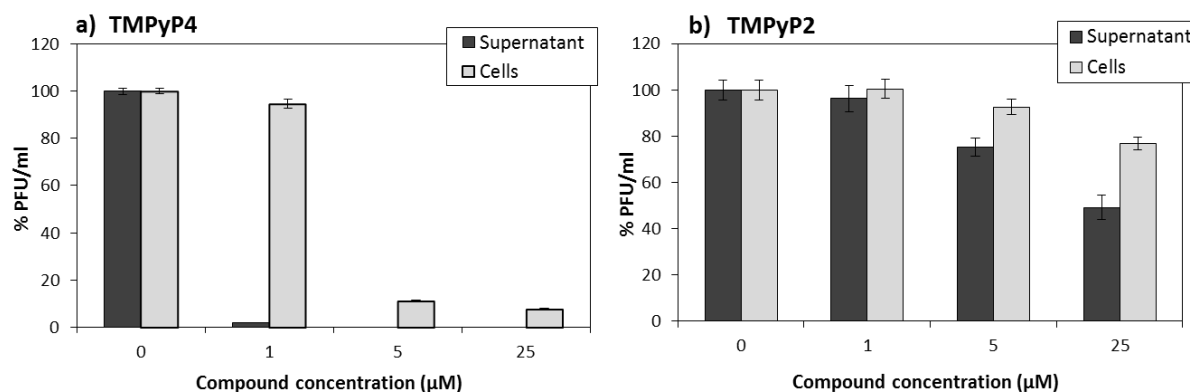 a) TMPyP4
Supernatant
Cells
% PFU/ml
120
100
80
60
40
20
0
0 1 5 25
Compound concentration (μM)
b) TMPyP2
Supernatant
Cells
% PFU/ml
120
100
80
60
40
20
0
0 1 5 25
Compound concentration (μM)